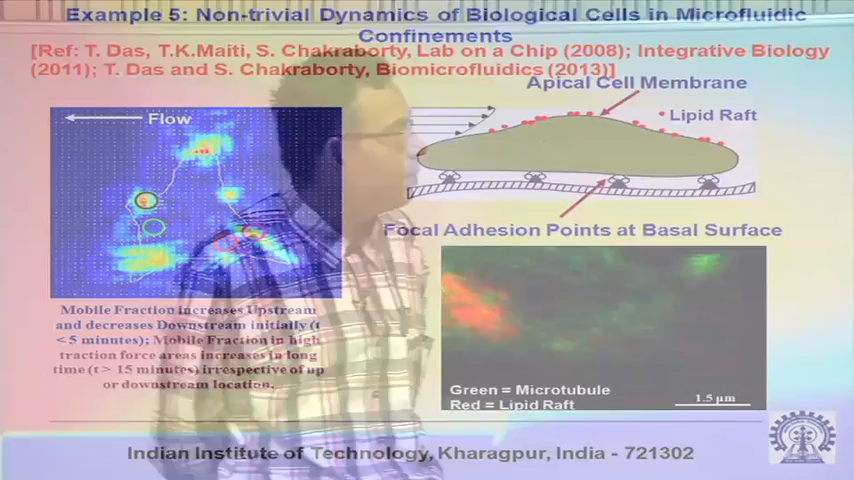 Example 5: Non-trivial Dynamics of Biological Cells in Microfluidic
Confinements
[Ref: T. Das, T.K.Maiti, S. Chakraborty, Lab on a Chip (2008); Integrative Biology
(2011); T. Das and S. Chakraborty, Biomicrofluidics (2013)]
Apical Cell Membrane
Flow
Lipid Raft
Focal Adhesion Points at Basal Surface
Mobile Fraction increases Upstream
and decreases Downstream initially (t
< 5 minutes); Mobile Fraction in high
traction force areas increases in long
time (t > 15 minutes) irrespective of up
or downstream location.
Green = Microtubule
Red = Lipid Raft
1.5 µm
Indian Institute of Technology, Kharagpur, India - 721302